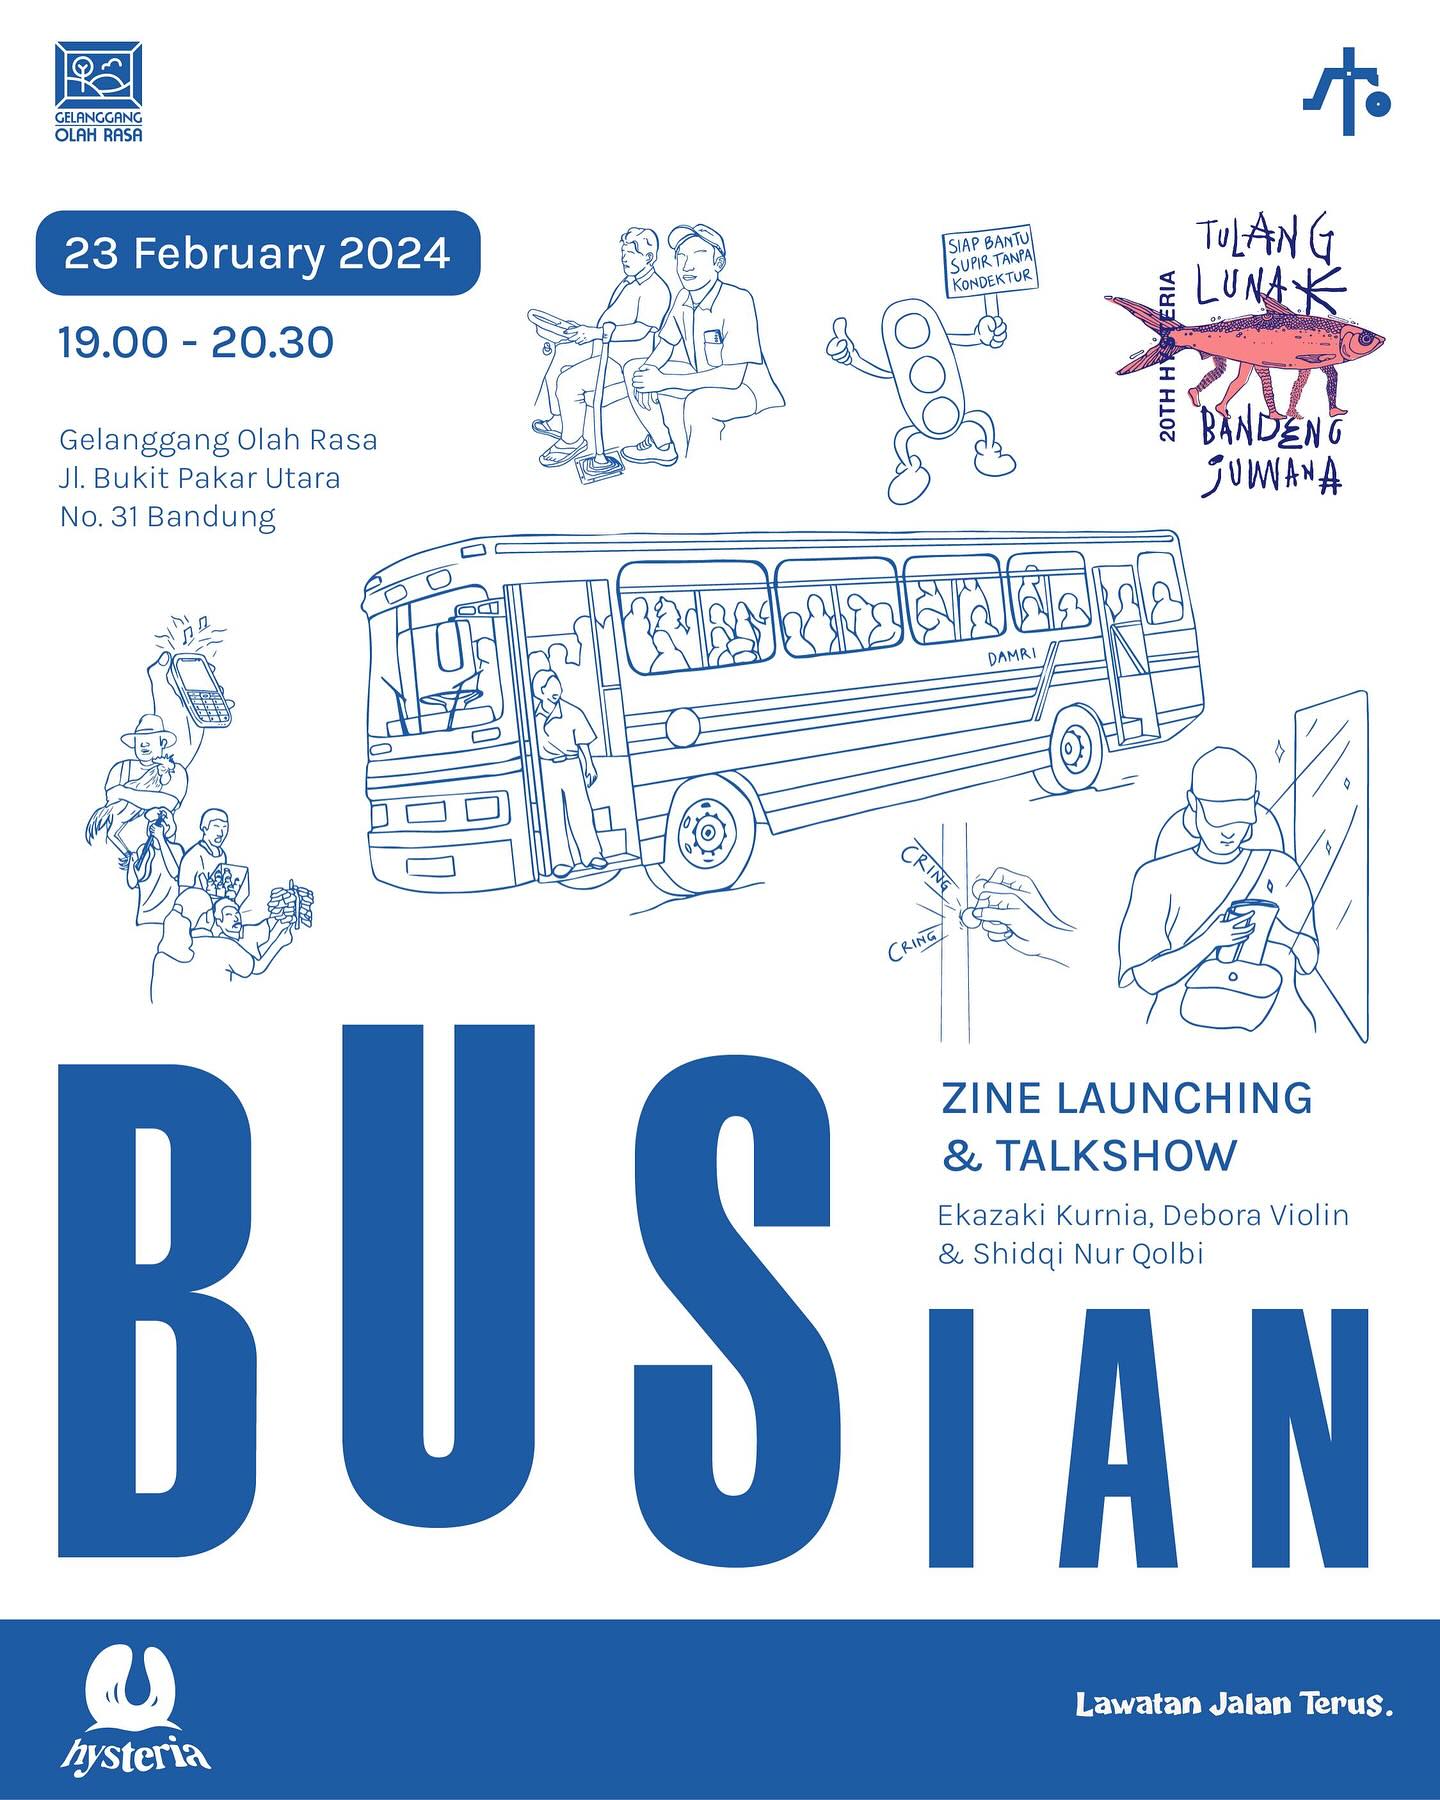 GELANGGANG
OLAH RASA
23 February 2024
19.00 - 20.30
Gelanggang Olah Rasa
Jl. Bukit Pakar Utara
No. 31 Bandung
SIAP BANTU
SUPIR TANPA
KONDEKTUR
20TH HYSTERIA
TULANG
LUNAK
BANDENG
JUWANA
DAMRI
CRING
CRING
ZINE LAUNCHING
& TALKSHOW
Ekazaki Kurnia, Debora Violin
& Shidqi Nur Qolbi
BUSIAN
hysteria
Lawatan Jalan Terus.